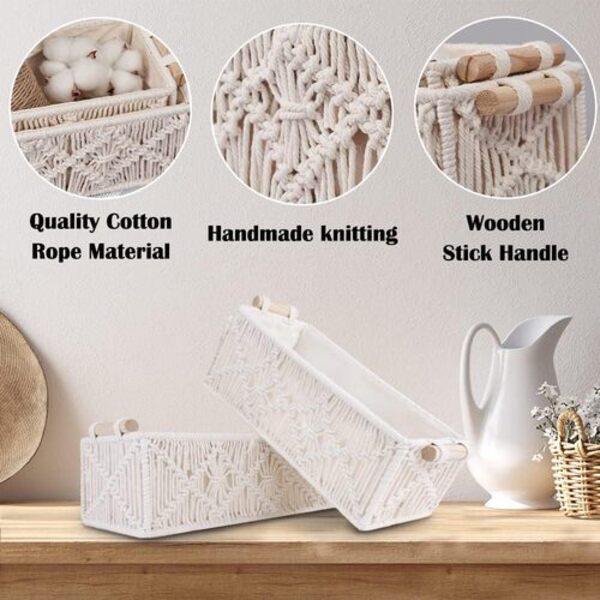 Quality Cotton
Rope Material
Handmade knitting
Wooden
Stick Handle